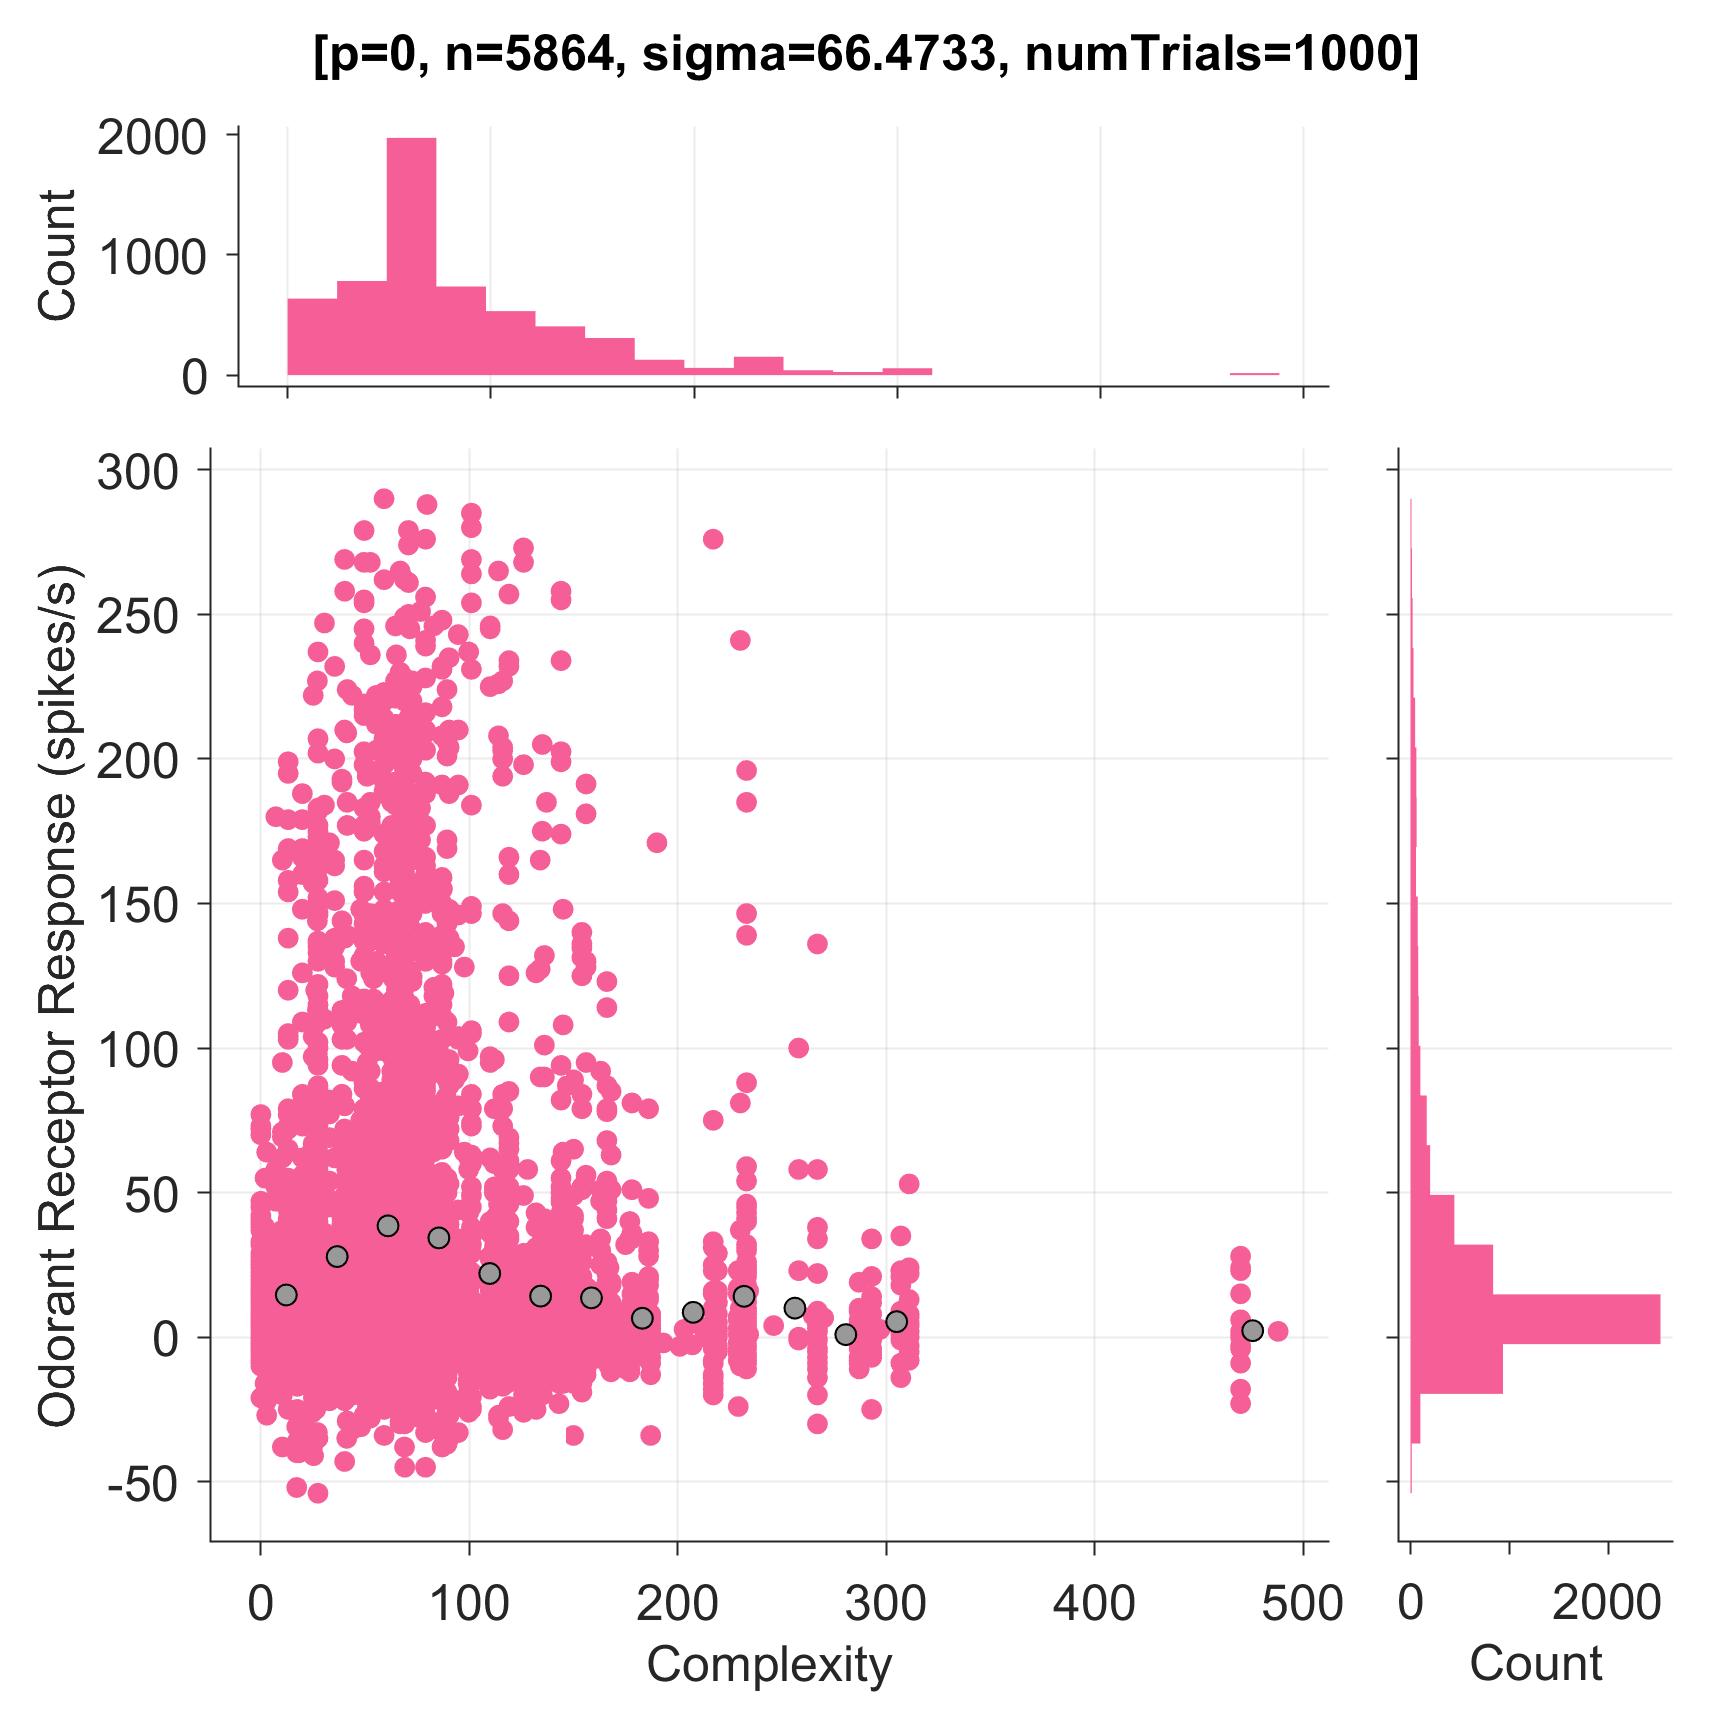 [p=0, n=5864, sigma=66.4733, numTrials=1000]
Count
2000
1000
0
Odorant Receptor Response (spikes/s)
300
250
200
150
100
50
0
-50
0 100 200 300 400 500
Complexity
0 2000
Count